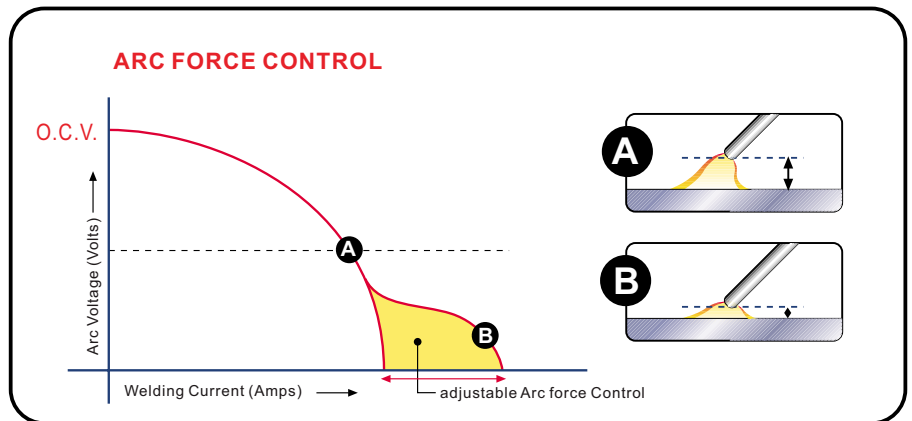 ARC FORCE CONTROL
O.C.V.
Arc Voltage (Volts)
A
B
Welding Current (Amps)
adjustable Arc force Control
A
B